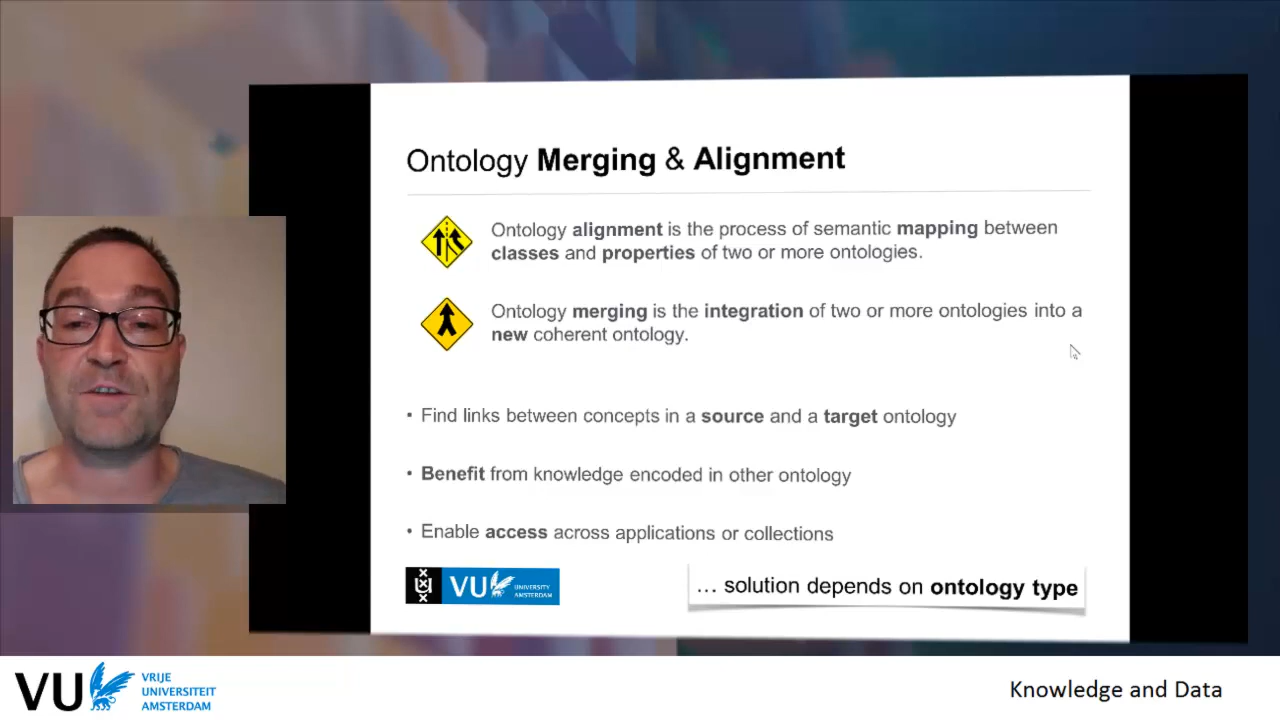 Ontology Merging & Alignment
Ontology alignment is the process of semantic mapping between
classes and properties of two or more ontologies.
Ontology merging is the integration of two or more ontologies into a
new coherent ontology.
• Find links between concepts in a source and a target ontology
• Benefit from knowledge encoded in other ontology
• Enable access across applications or collections
VU UNIVERSITY
AMSTERDAM
... solution depends on ontology type
VU VRIJE
UNIVERSITEIT
AMSTERDAM
Knowledge and Data